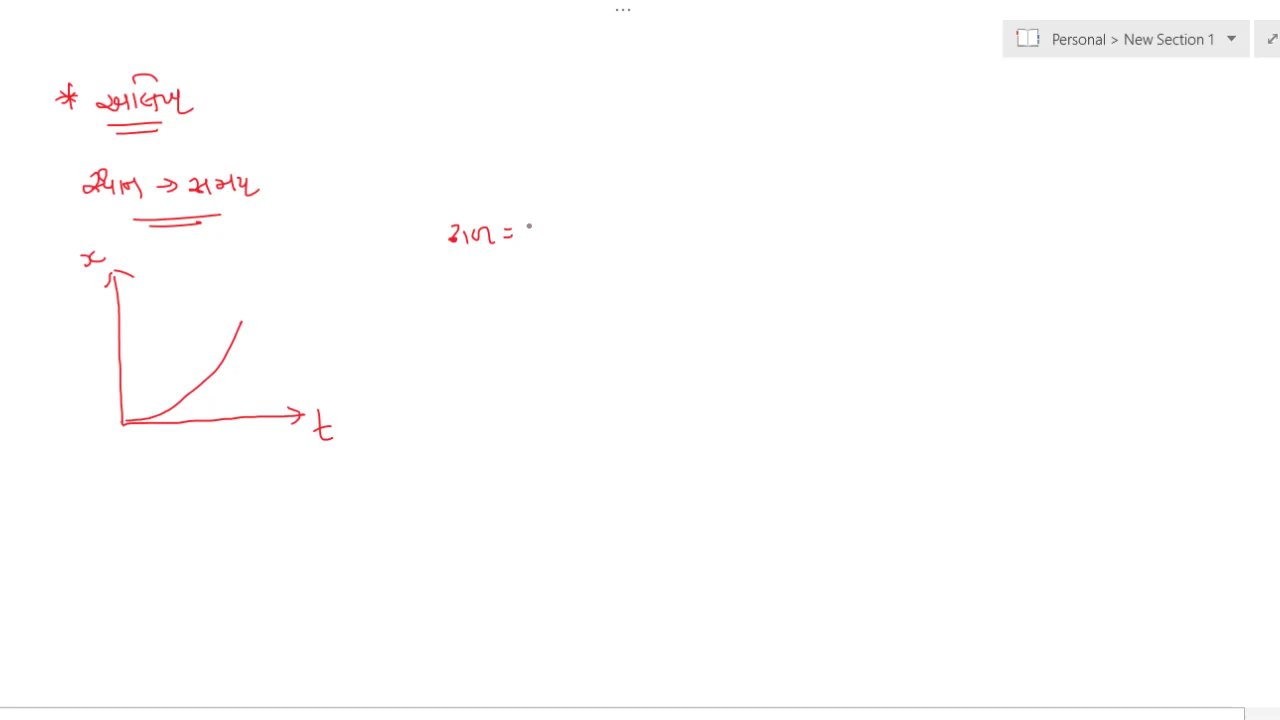 ...
Personal > New Section 1
* આલેખ
સ્થાન → સમય
x
ઢાળ =
t